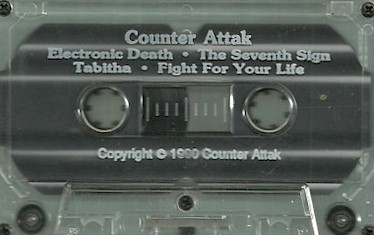 Counter Attak
Electronic Death • The Seventh Sign
Tabitha • Fight For Your Life
Copyright © 1990 Counter Attak